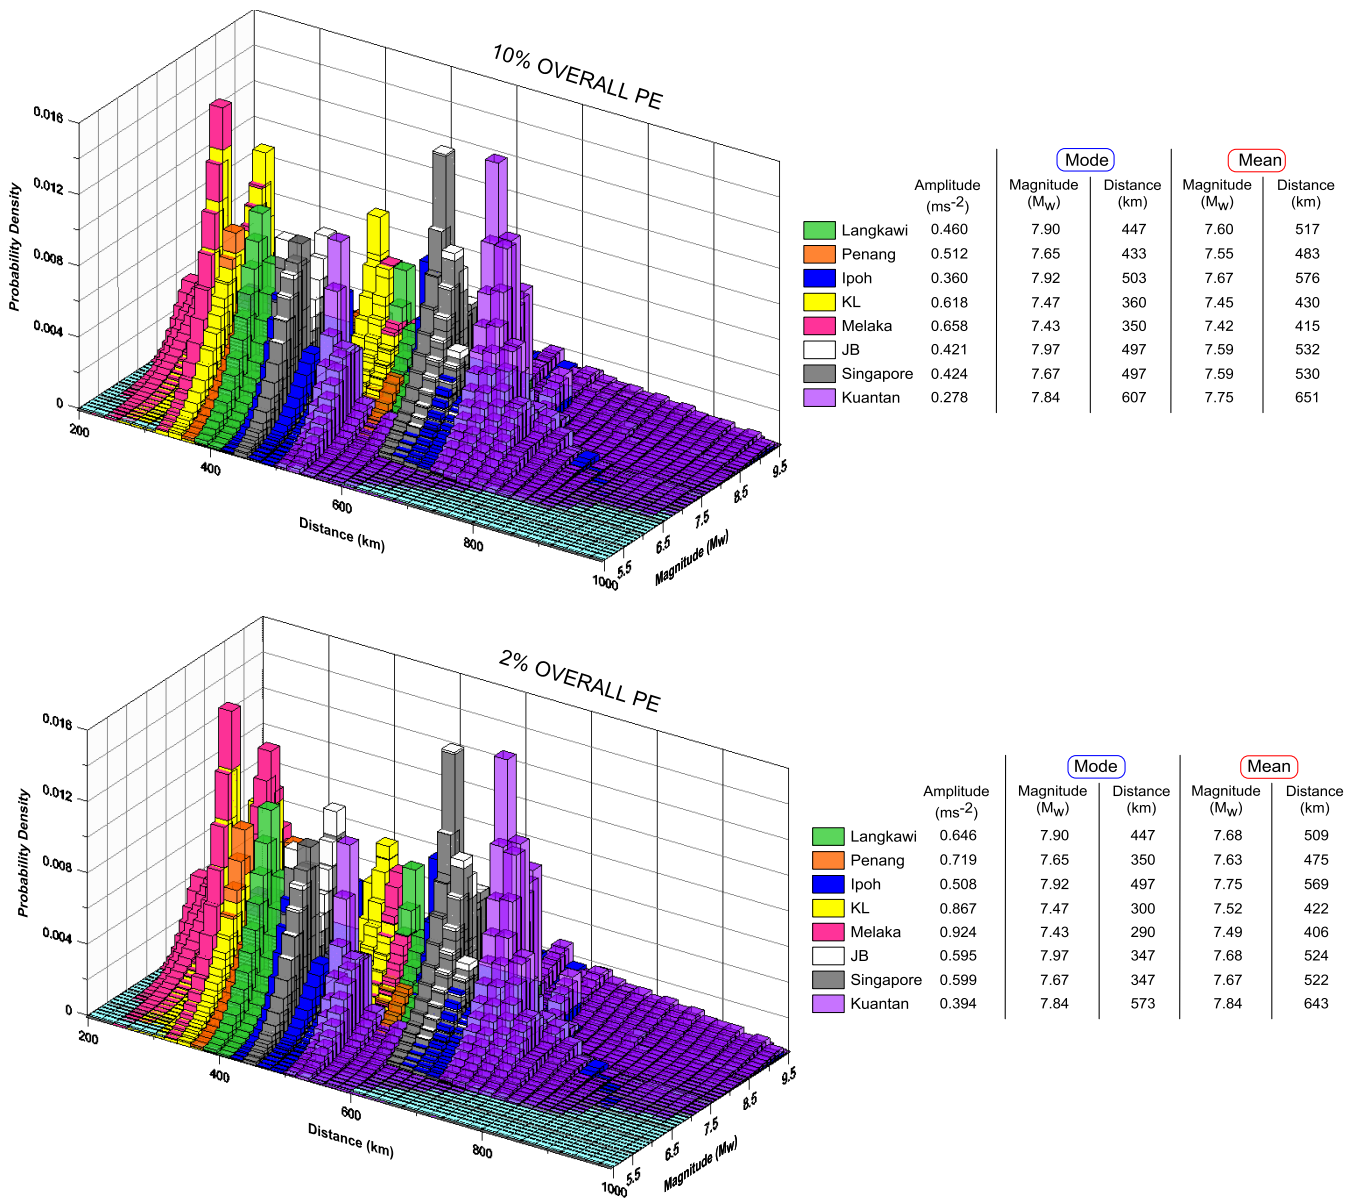 10% OVERALL PE
Probability Density
0.016
0.012
0.008
0.004
0
200
400
600
800
1000
Distance (km)
5.5
6.5
7.5
8.5
9.5
Magnitude (Mw)
Mode Mean
Amplitude (ms-2) Magnitude (MW) Distance (km) Magnitude (MW) Distance (km)
Langkawi 0.460 7.90 447 7.60 517
Penang 0.512 7.65 433 7.55 483
Ipoh 0.360 7.92 503 7.67 576
KL 0.618 7.47 360 7.45 430
Melaka 0.658 7.43 350 7.42 415
JB 0.421 7.97 497 7.59 532
Singapore 0.424 7.67 497 7.59 530
Kuantan 0.278 7.84 607 7.75 651
2% OVERALL PE
Probability Density
0.016
0.012
0.008
0.004
0
200
400
600
800
1000
Distance (km)
5.5
6.5
7.5
8.5
9.5
Magnitude (Mw)
Mode Mean
Amplitude (ms-2) Magnitude (MW) Distance (km) Magnitude (MW) Distance (km)
Langkawi 0.646 7.90 447 7.68 509
Penang 0.719 7.65 350 7.63 475
Ipoh 0.508 7.92 497 7.75 569
KL 0.867 7.47 300 7.52 422
Melaka 0.924 7.43 290 7.49 406
JB 0.595 7.97 347 7.68 524
Singapore 0.599 7.67 347 7.67 522
Kuantan 0.394 7.84 573 7.84 643